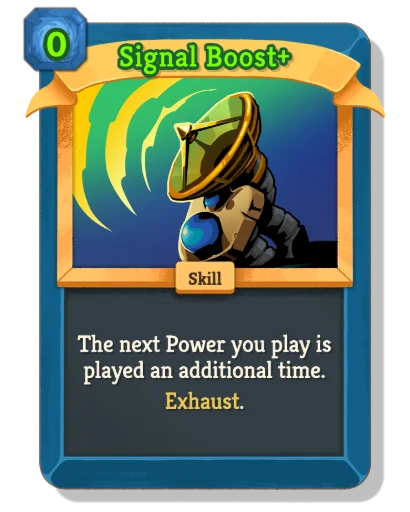 0
Signal Boost+
Skill
The next Power you play is
played an additional time.
Exhaust.